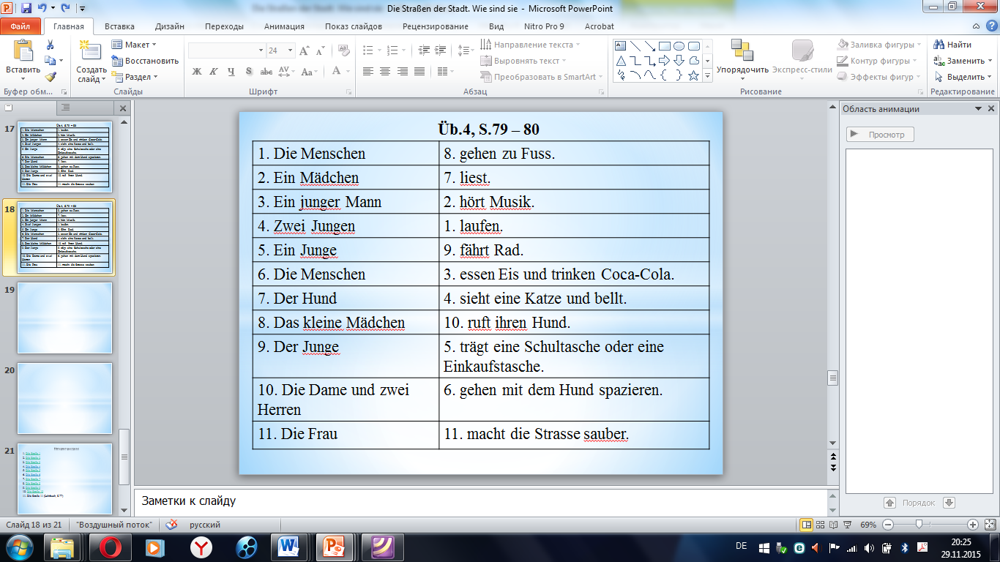 Die Straßen der Stadt. Wie sind sie - Microsoft PowerPoint
Файл Главная Вставка Дизайн Переходы Анимация Показ слайдов Рецензирование Вид Nitro Pro 9 Acrobat
Вставить
Буфер обм...
Создать слайд
Макет
Восстановить
Раздел
Слайды
24
Шрифт
Направление текста
Выровнять текст
Преобразовать в SmartArt
Абзац
Упорядочить
Экспресс-стили
Заливка фигуры
Контур фигуры
Эффекты фигур
Рисование
Найти
Заменить
Выделить
Редактирование
17
18
19
20
21
Üb.4, S.79 – 80
1. Die Menschen 8. gehen zu Fuss.
2. Ein Mädchen 7. liest.
3. Ein junger Mann 2. hört Musik.
4. Zwei Jungen 1. laufen.
5. Ein Junge 9. fährt Rad.
6. Die Menschen 3. essen Eis und trinken Coca-Cola.
7. Der Hund 4. sieht eine Katze und bellt.
8. Das kleine Mädchen 10. ruft ihren Hund.
9. Der Junge 5. trägt eine Schultasche oder eine
Einkaufstasche.
10. Die Dame und zwei 6. gehen mit dem Hund spazieren.
Herren
11. Die Frau 11. macht die Strasse sauber.
Область анимации
Просмотр
Порядок
Заметки к слайду
Слайд 18 из 21 "Воздушный поток" русский 69%
DE 20:25
29.11.2015